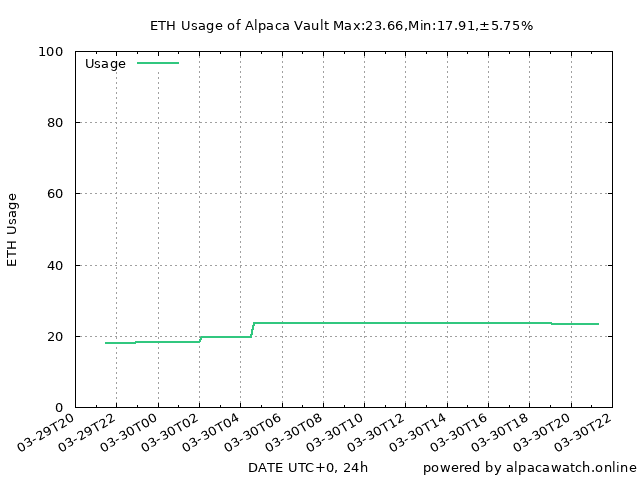 ETH Usage of Alpaca Vault Max:23.66,Min:17.91,±5.75%
100
Usage
80
60
ETH Usage
40
20
0
03-29T20 03-29T22 03-30T00 03-30T02 03-30T04 03-30T06 03-30T08 03-30T10 03-30T12 03-30T14 03-30T16 03-30T18 03-30T20 03-30T22
DATE UTC+0, 24h powered by alpacawatch.online